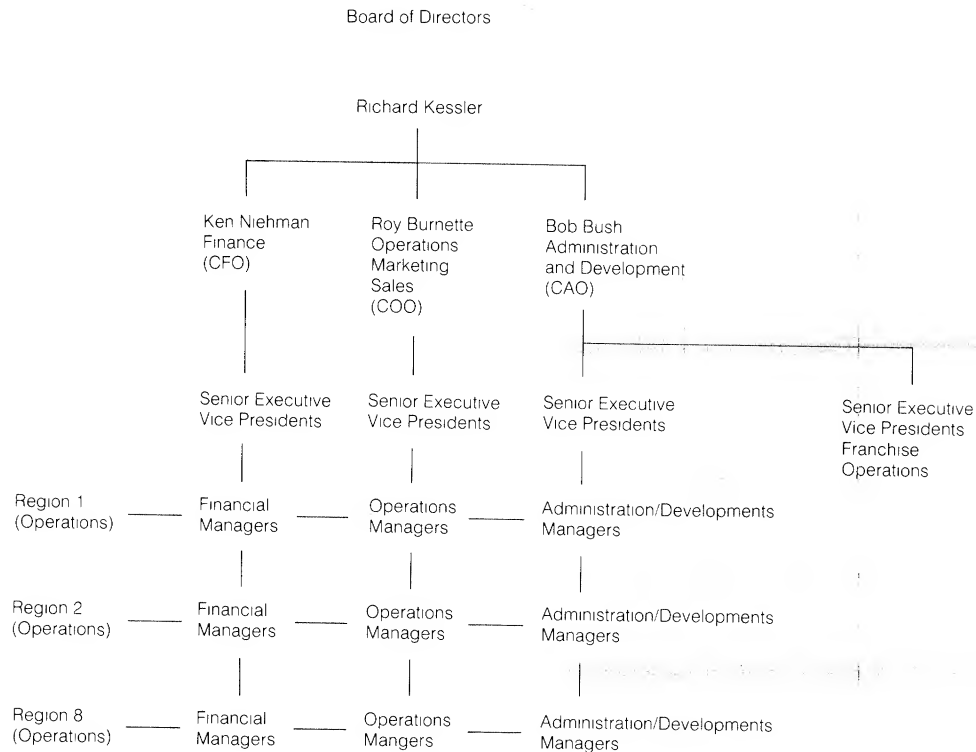 Board of Directors
Richard Kessler
Ken Niehman
Finance
(CFO)
Roy Burnette
Operations
Marketing
Sales
(COO)
Bob Bush
Administration
and Development
(CAO)
Senior Executive
Vice Presidents
Senior Executive
Vice Presidents
Senior Executive
Vice Presidents
Senior Executive
Vice Presidents
Franchise
Operations
Region 1
(Operations)
Financial
Managers
Operations
Managers
Administration/Developments
Managers
Region 2
(Operations)
Financial
Managers
Operations
Managers
Administration/Developments
Managers
Region 8
(Operations)
Financial
Managers
Operations
Mangers
Administration/Developments
Managers